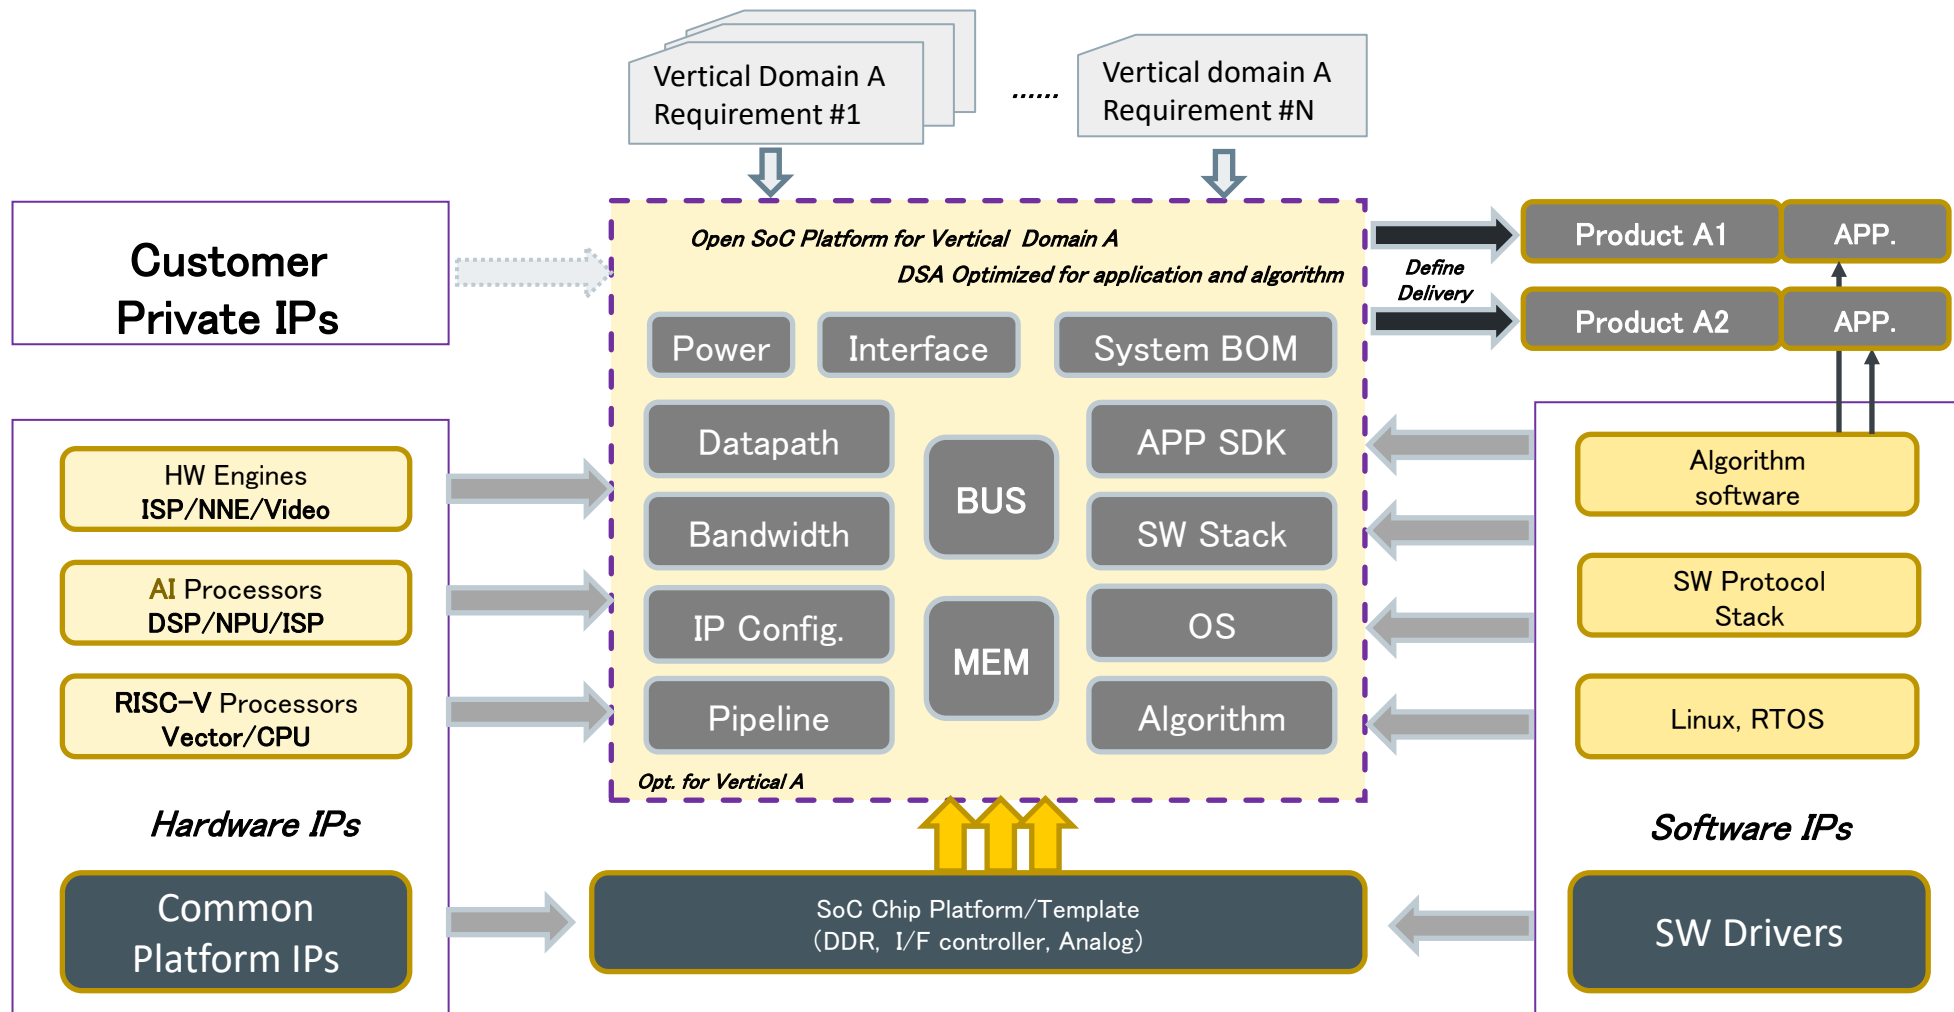 Vertical Domain A
Requirement #1
......
Vertical domain A
Requirement #N
Customer
Private IPs
Open SoC Platform for Vertical Domain A
DSA Optimized for application and algorithm
Define
Delivery
Product A1
APP.
Product A2
APP.
Power
Interface
System BOM
Datapath
Bandwidth
IP Config.
Pipeline
BUS
MEM
APP SDK
SW Stack
OS
Algorithm
Opt. for Vertical A
HW Engines
ISP/NNE/Video
AI Processors
DSP/NPU/ISP
RISC-V Processors
Vector/CPU
Hardware IPs
Common
Platform IPs
SoC Chip Platform/Template
(DDR, I/F controller, Analog)
Algorithm
software
SW Protocol
Stack
Linux, RTOS
Software IPs
SW Drivers